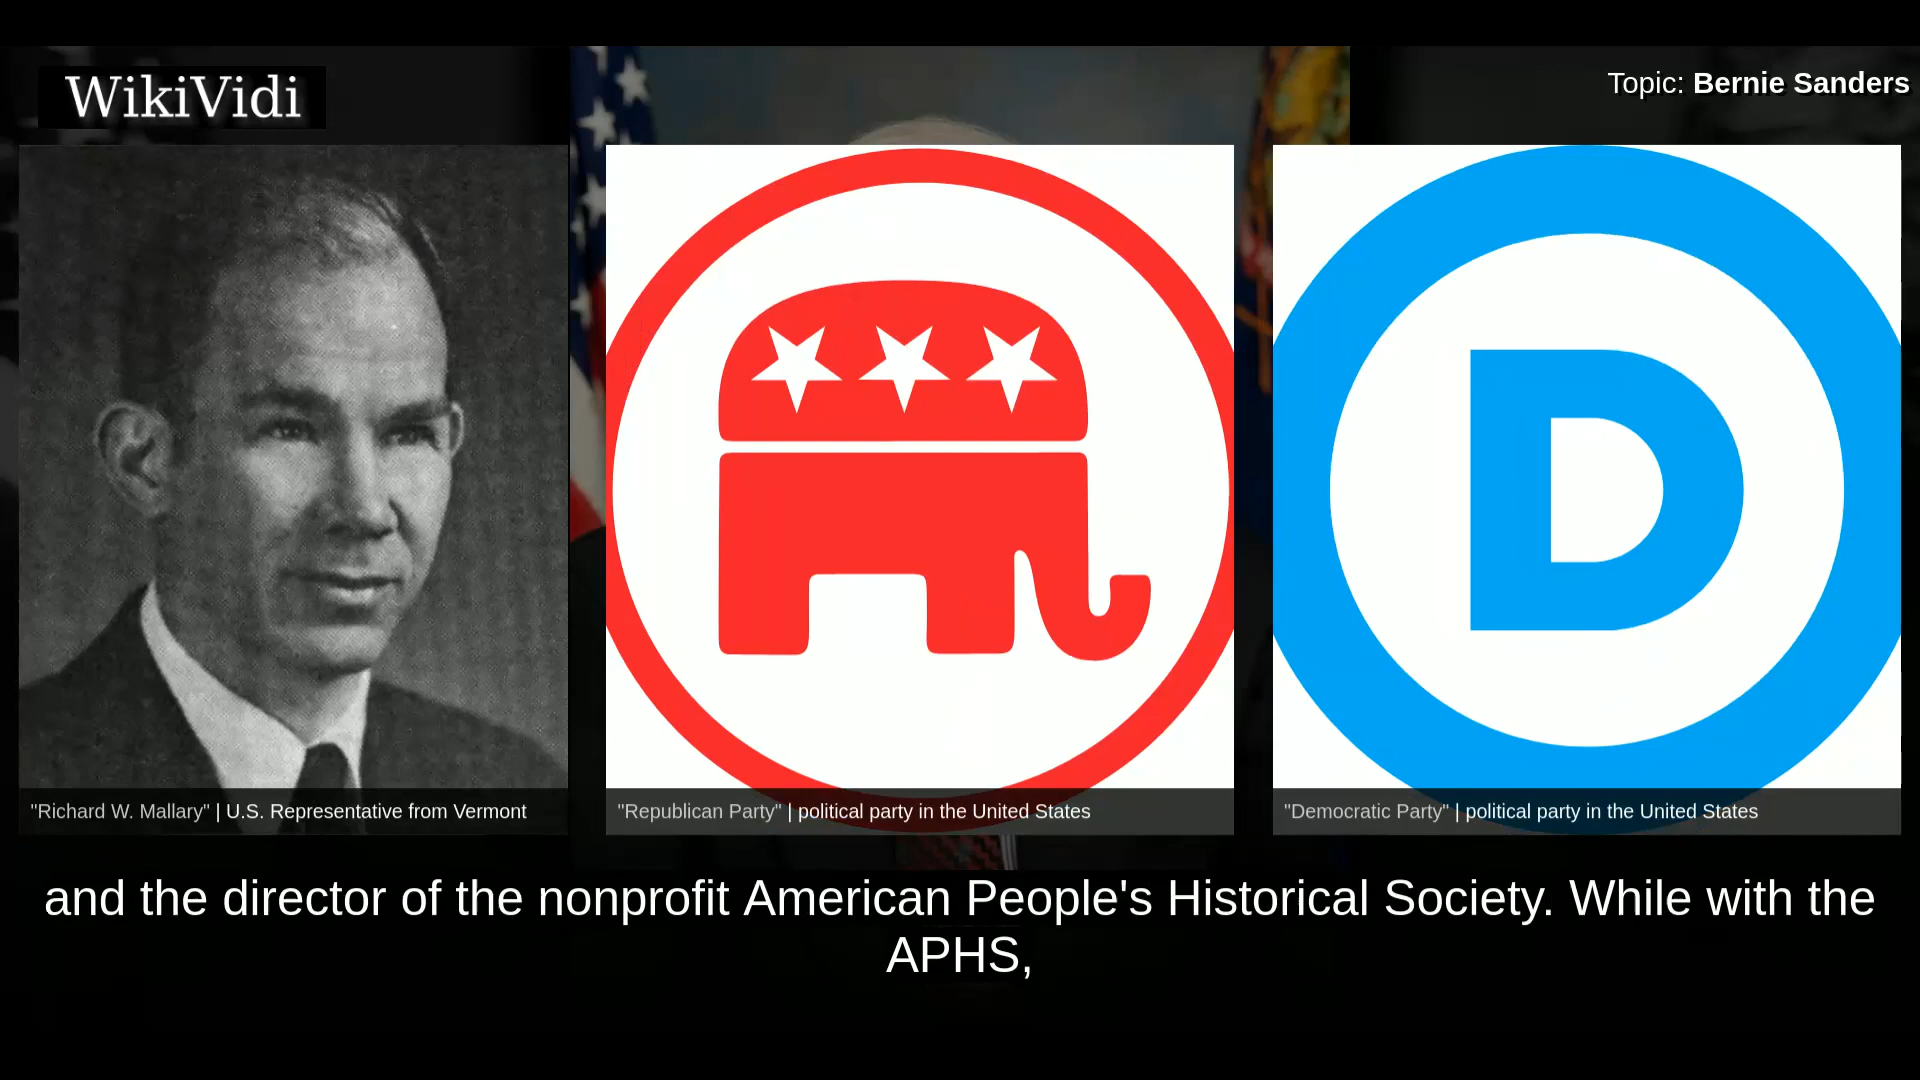 WikiVidi
Topic: Bernie Sanders
D
"Richard W. Mallary" | U.S. Representative from Vermont
"Republican Party" | political party in the United States
"Democratic Party" | political party in the United States
and the director of the nonprofit American People's Historical Society. While with the
APHS,